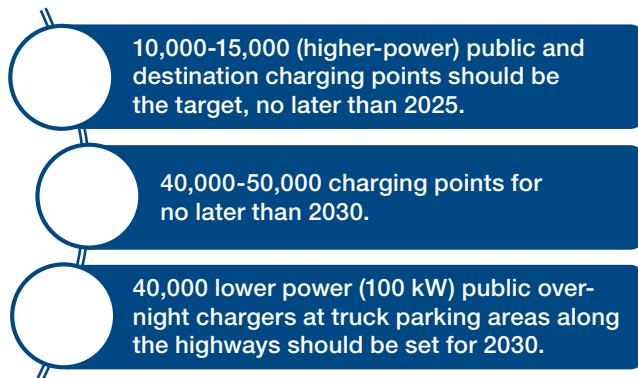 10,000-15,000 (higher-power) public and
destination charging points should be
the target, no later than 2025.
40,000-50,000 charging points for
no later than 2030.
40,000 lower power (100 kW) public over-
night chargers at truck parking areas along
the highways should be set for 2030.